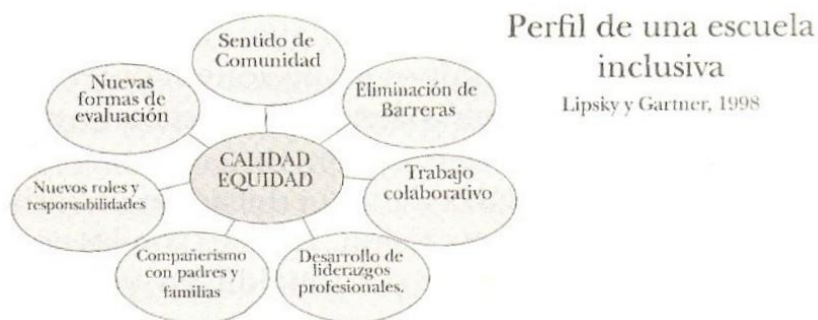 Perfil de una escuela
inclusiva
Lipsky y Gartner, 1998
Sentido de
Comunidad
Nuevas
formas de
evaluación
Eliminación de
Barreras
CALIDAD
EQUIDAD
Trabajo
colaborativo
Nuevos roles y
responsabilidades
Compañerismo
con padres y
familias
Desarrollo de
liderazgos
profesionales.